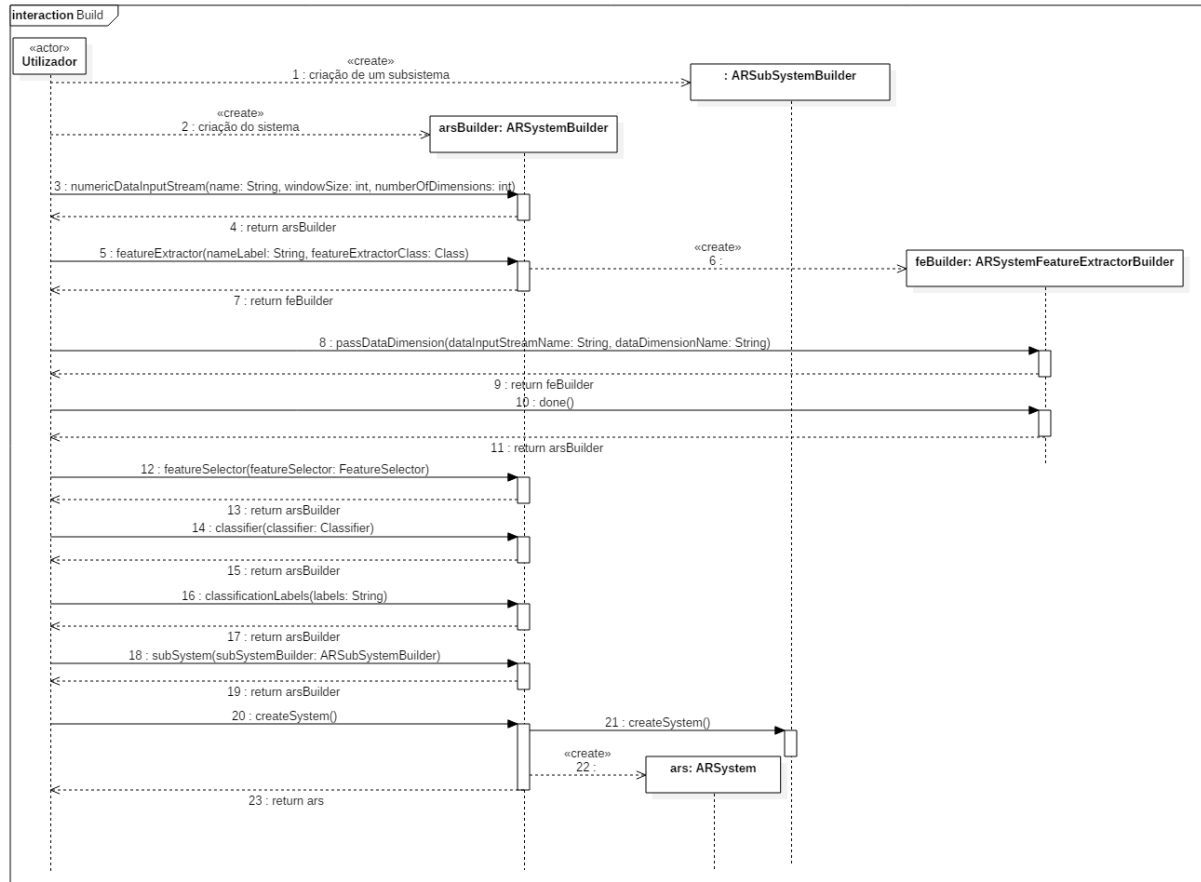 interaction Build
«actor»
Utilizador
«create»
1 : criação de um subsistema
: ARSubSystemBuilder
«create»
2 : criação do sistema
arsBuilder: ARSystemBuilder
3 : numericDataInputStream(name: String, windowSize: int, numberOfDimensions: int)
4 : return arsBuilder
5 : featureExtractor(nameLabel: String, featureExtractorClass: Class)
«create»
6 :
feBuilder: ARSystemFeatureExtractorBuilder
7 : return feBuilder
8 : passDataDimension(dataInputStreamName: String, dataDimensionName: String)
9 : return feBuilder
10 : done()
11 : return arsBuilder
12 : featureSelector(featureSelector: FeatureSelector)
13 : return arsBuilder
14 : classifier(classifier: Classifier)
15 : return arsBuilder
16 : classificationLabels(labels: String)
17 : return arsBuilder
18 : subSystem(subSystemBuilder: ARSubSystemBuilder)
19 : return arsBuilder
20 : createSystem()
21 : createSystem()
«create»
22 :
ars: ARSystem
23 : return ars